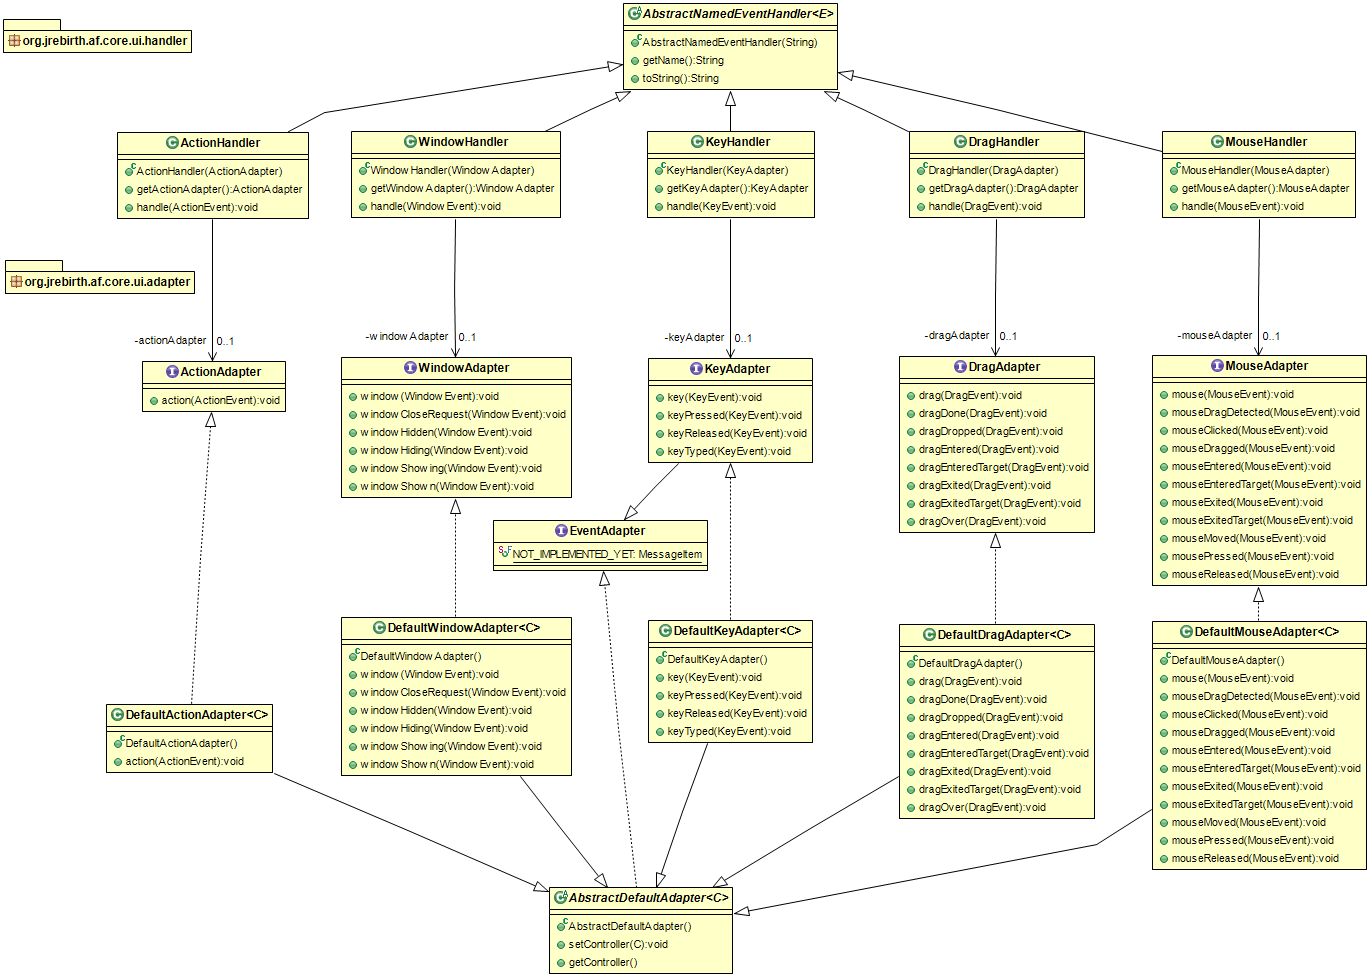 AbstractNamedEventHandler<E>
AbstractNamedEventHandler(String)
getName():String
toString():String
org.jrebirth.af.core.ui.handler
ActionHandler
ActionHandler(ActionAdapter)
getActionAdapter():ActionAdapter
handle(ActionEvent):void
WindowHandler
WindowHandler(WindowAdapter)
getWindowAdapter():WindowAdapter
handle(WindowEvent):void
KeyHandler
KeyHandler(KeyAdapter)
getKeyAdapter():KeyAdapter
handle(KeyEvent):void
DragHandler
DragHandler(DragAdapter)
getDragAdapter():DragAdapter
handle(DragEvent):void
MouseHandler
MouseHandler(MouseAdapter)
getMouseAdapter():MouseAdapter
handle(MouseEvent):void
org.jrebirth.af.core.ui.adapter
-actionAdapter 0..1
-windowAdapter 0..1
-keyAdapter 0..1
-dragAdapter 0..1
-mouseAdapter 0..1
ActionAdapter
action(ActionEvent):void
WindowAdapter
window(WindowEvent):void
windowCloseRequest(WindowEvent):void
windowHidden(WindowEvent):void
windowHiding(WindowEvent):void
windowShowing(WindowEvent):void
windowShown(WindowEvent):void
KeyAdapter
key(KeyEvent):void
keyPressed(KeyEvent):void
keyReleased(KeyEvent):void
keyTyped(KeyEvent):void
DragAdapter
drag(DragEvent):void
dragDone(DragEvent):void
dragDropped(DragEvent):void
dragEntered(DragEvent):void
dragEnteredTarget(DragEvent):void
dragExited(DragEvent):void
dragExitedTarget(DragEvent):void
dragOver(DragEvent):void
MouseAdapter
mouse(MouseEvent):void
mouseDragDetected(MouseEvent):void
mouseClicked(MouseEvent):void
mouseDragged(MouseEvent):void
mouseEntered(MouseEvent):void
mouseEnteredTarget(MouseEvent):void
mouseExited(MouseEvent):void
mouseExitedTarget(MouseEvent):void
mouseMoved(MouseEvent):void
mousePressed(MouseEvent):void
mouseReleased(MouseEvent):void
EventAdapter
NOT_IMPLEMENTED_YET: MessageItem
DefaultActionAdapter<C>
DefaultActionAdapter()
action(ActionEvent):void
DefaultWindowAdapter<C>
DefaultWindowAdapter()
window(WindowEvent):void
windowCloseRequest(WindowEvent):void
windowHidden(WindowEvent):void
windowHiding(WindowEvent):void
windowShowing(WindowEvent):void
windowShown(WindowEvent):void
DefaultKeyAdapter<C>
DefaultKeyAdapter()
key(KeyEvent):void
keyPressed(KeyEvent):void
keyReleased(KeyEvent):void
keyTyped(KeyEvent):void
DefaultDragAdapter<C>
DefaultDragAdapter()
drag(DragEvent):void
dragDone(DragEvent):void
dragDropped(DragEvent):void
dragEntered(DragEvent):void
dragEnteredTarget(DragEvent):void
dragExited(DragEvent):void
dragExitedTarget(DragEvent):void
dragOver(DragEvent):void
DefaultMouseAdapter<C>
DefaultMouseAdapter()
mouse(MouseEvent):void
mouseDragDetected(MouseEvent):void
mouseClicked(MouseEvent):void
mouseDragged(MouseEvent):void
mouseEntered(MouseEvent):void
mouseEnteredTarget(MouseEvent):void
mouseExited(MouseEvent):void
mouseExitedTarget(MouseEvent):void
mouseMoved(MouseEvent):void
mousePressed(MouseEvent):void
mouseReleased(MouseEvent):void
AbstractDefaultAdapter<C>
AbstractDefaultAdapter()
setController(C):void
getController()